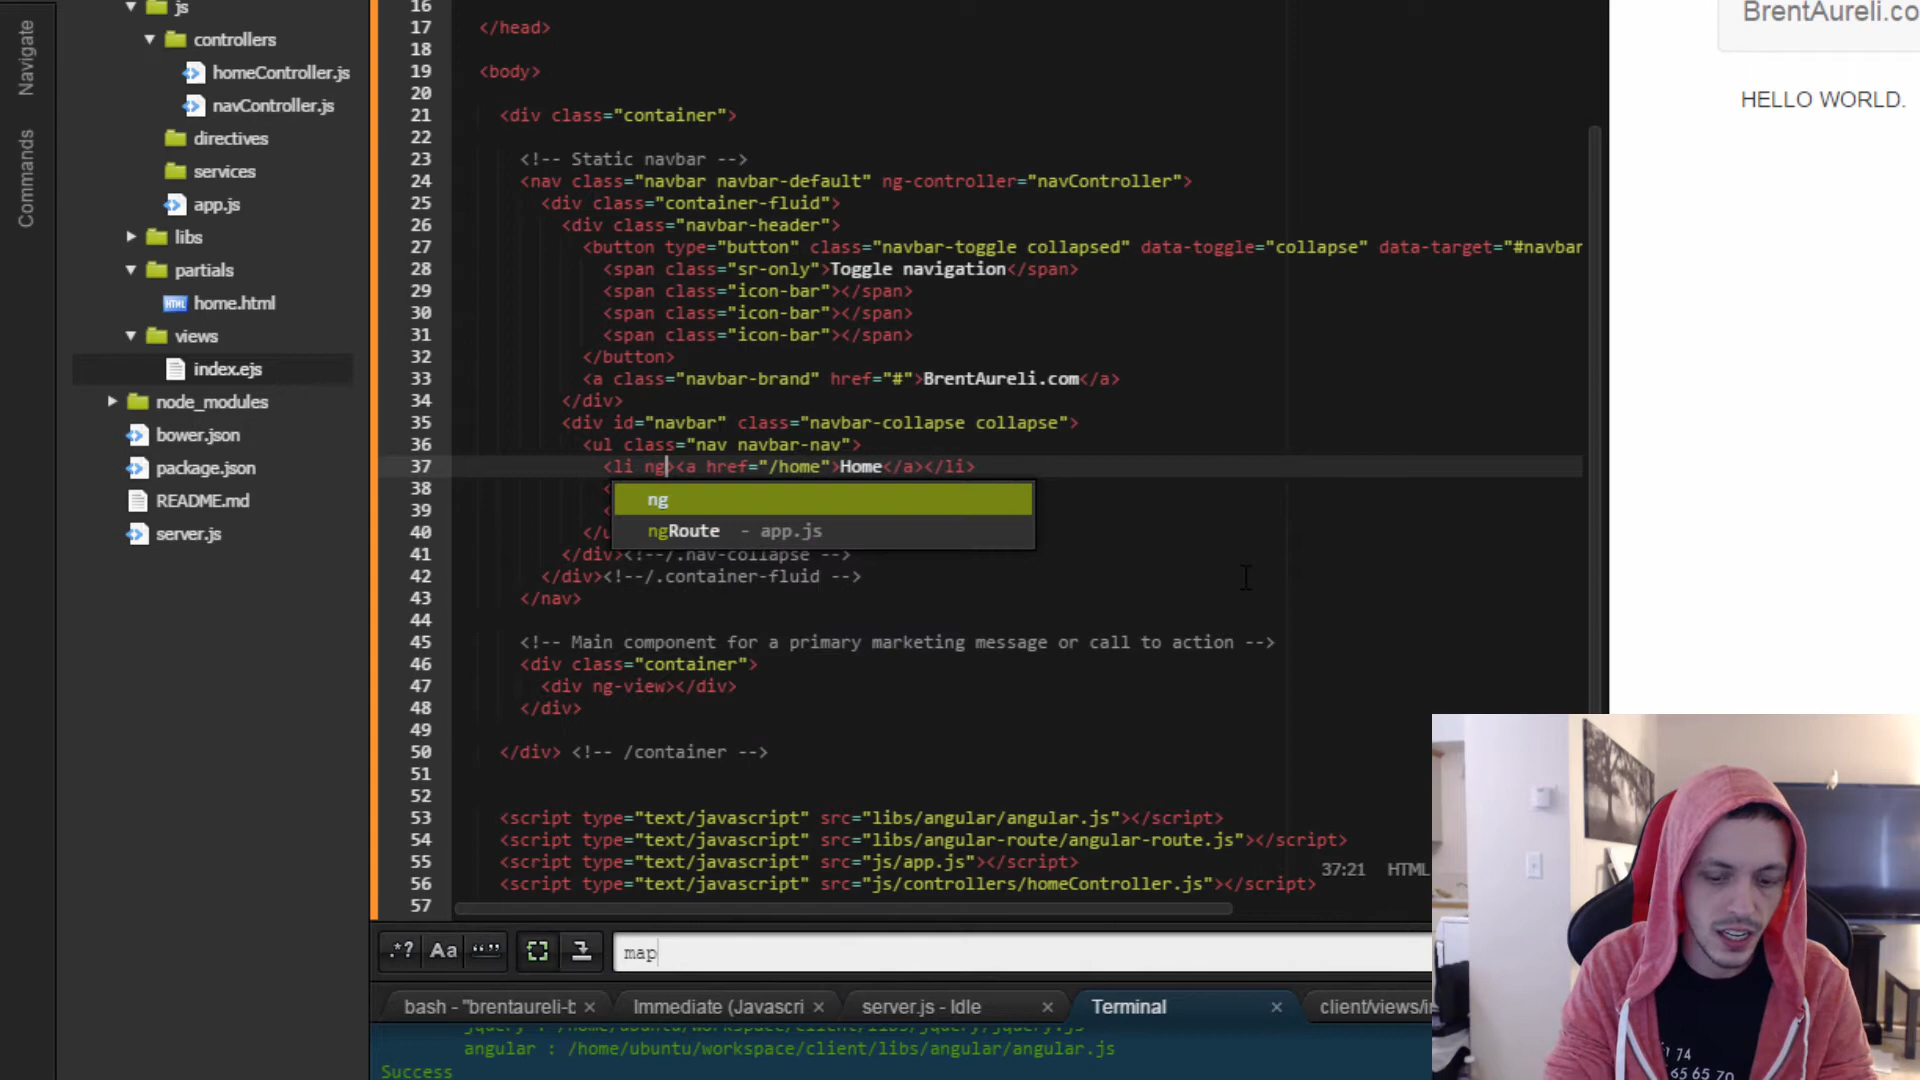 Navigate
Commands
js
controllers
homeController.js
navController.js
directives
services
app.js
libs
partials
home.html
views
index.ejs
node_modules
bower.json
package.json
README.md
server.js
16
17 </head>
18
19 <body>
20
21 <div class="container">
22
23 <!-- Static navbar -->
24 <nav class="navbar navbar-default" ng-controller="navController">
25 <div class="container-fluid">
26 <div class="navbar-header">
27 <button type="button" class="navbar-toggle collapsed" data-toggle="collapse" data-target="#navbar
28 <span class="sr-only">Toggle navigation</span>
29 <span class="icon-bar"></span>
30 <span class="icon-bar"></span>
31 <span class="icon-bar"></span>
32 </button>
33 <a class="navbar-brand" href="#">BrentAureli.com</a>
34 </div>
35 <div id="navbar" class="navbar-collapse collapse">
36 <ul class="nav navbar-nav">
37 <li ng><a href="/home">Home</a></li>
38 <
ng
39 <
ngRoute - app.js
40 </u
41 </div><!--/.nav-collapse -->
42 </div><!--/.container-fluid -->
43 </nav>
44
45 <!-- Main component for a primary marketing message or call to action -->
46 <div class="container">
47 <div ng-view></div>
48 </div>
49
50 </div> <!-- /container -->
51
52
53 <script type="text/javascript" src="libs/angular/angular.js"></script>
54 <script type="text/javascript" src="libs/angular-route/angular-route.js"></script>
55 <script type="text/javascript" src="js/app.js"></script>
56 <script type="text/javascript" src="js/controllers/homeController.js"></script>
57
37:21 HTML
.*? Aa “”
map
bash - "brentaureli-b
Immediate (Javascri
server.js - Idle
Terminal
client/views/i
jquery : /home/ubuntu/workspace/client/libs/jquery/jquery.js
angular : /home/ubuntu/workspace/client/libs/angular/angular.js
Success
BrentAureli.co
HELLO WORLD.
74
65 65 70